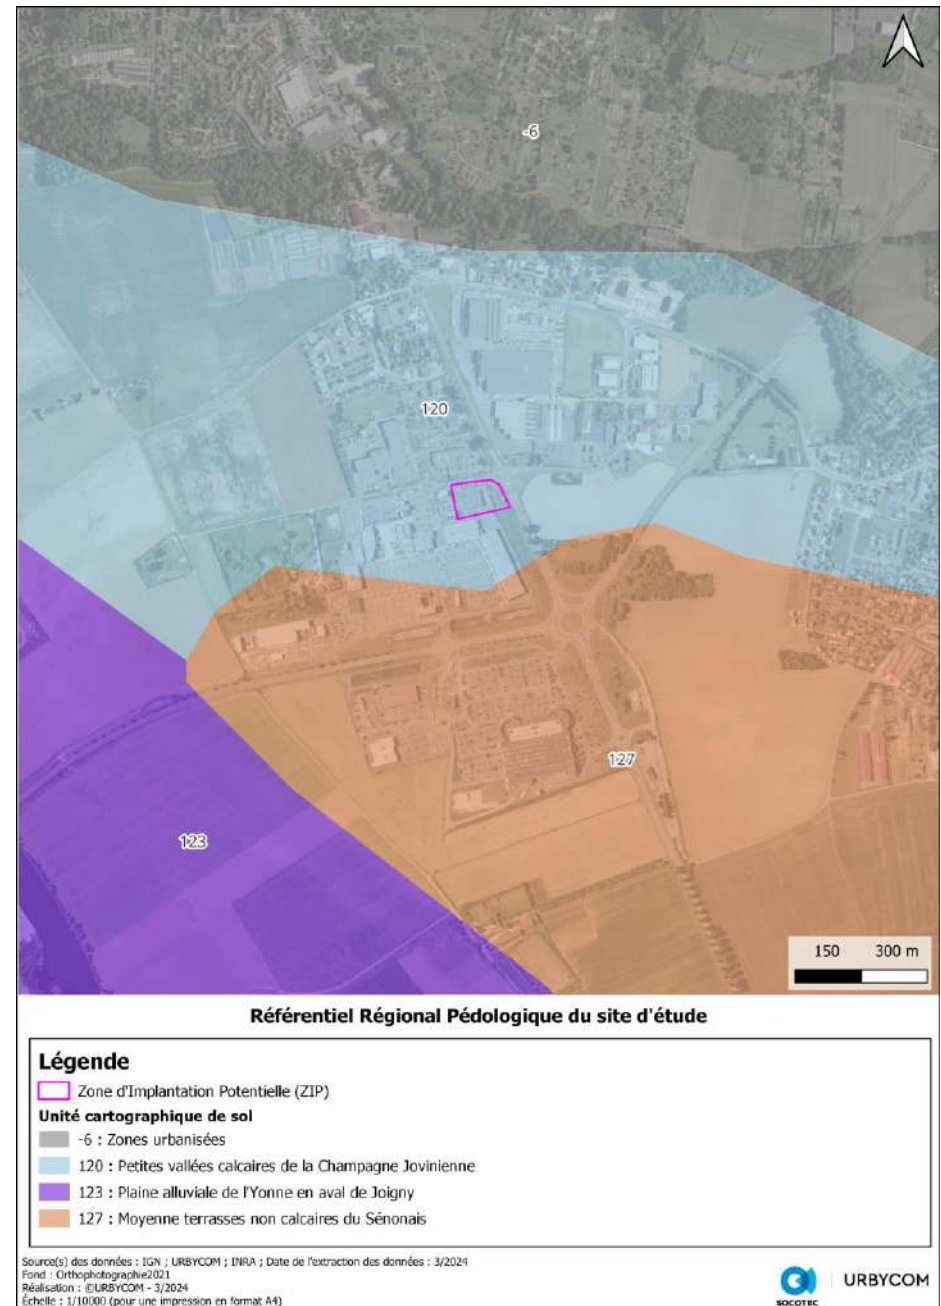 -6
120
127
123
150 300 m
Référentiel Régional Pédologique du site d'étude
Légende
Zone d'Implantation Potentielle (ZIP)
Unité cartographique de sol
-6 : Zones urbanisées
120 : Petites vallées calcaires de la Champagne Jovinienne
123 : Plaine alluviale de l'Yonne en aval de Joigny
127 : Moyenne terrasses non calcaires du Sénonais
Source(s) des données : IGN ; URBYCOM ; INRA ; Date de l'extraction des données : 3/2024
Fond : Orthophotographie2021
Réalisation : ©URBYCOM - 3/2024
Échelle : 1/10000 (pour une impression en format A4)
SOCOTEC
URBYCOM